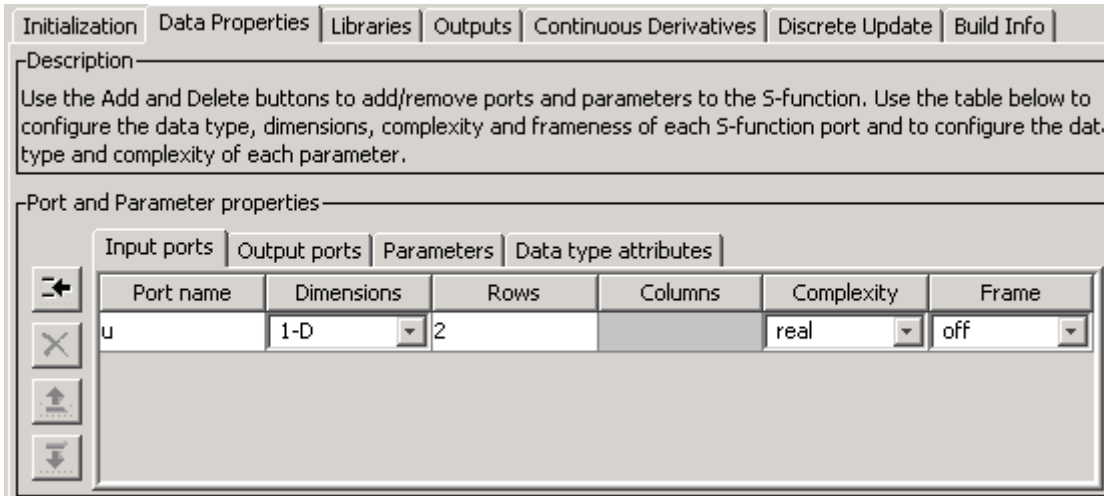 Initialization Data Properties Libraries Outputs Continuous Derivatives Discrete Update Build Info
Description
Use the Add and Delete buttons to add/remove ports and parameters to the S-function. Use the table below to
configure the data type, dimensions, complexity and frameness of each S-function port and to configure the
type and complexity of each parameter.
Port and Parameter properties
Input ports Output ports Parameters Data type attributes
Port name Dimensions Rows Columns Complexity Frame
u 1-D 2 real off